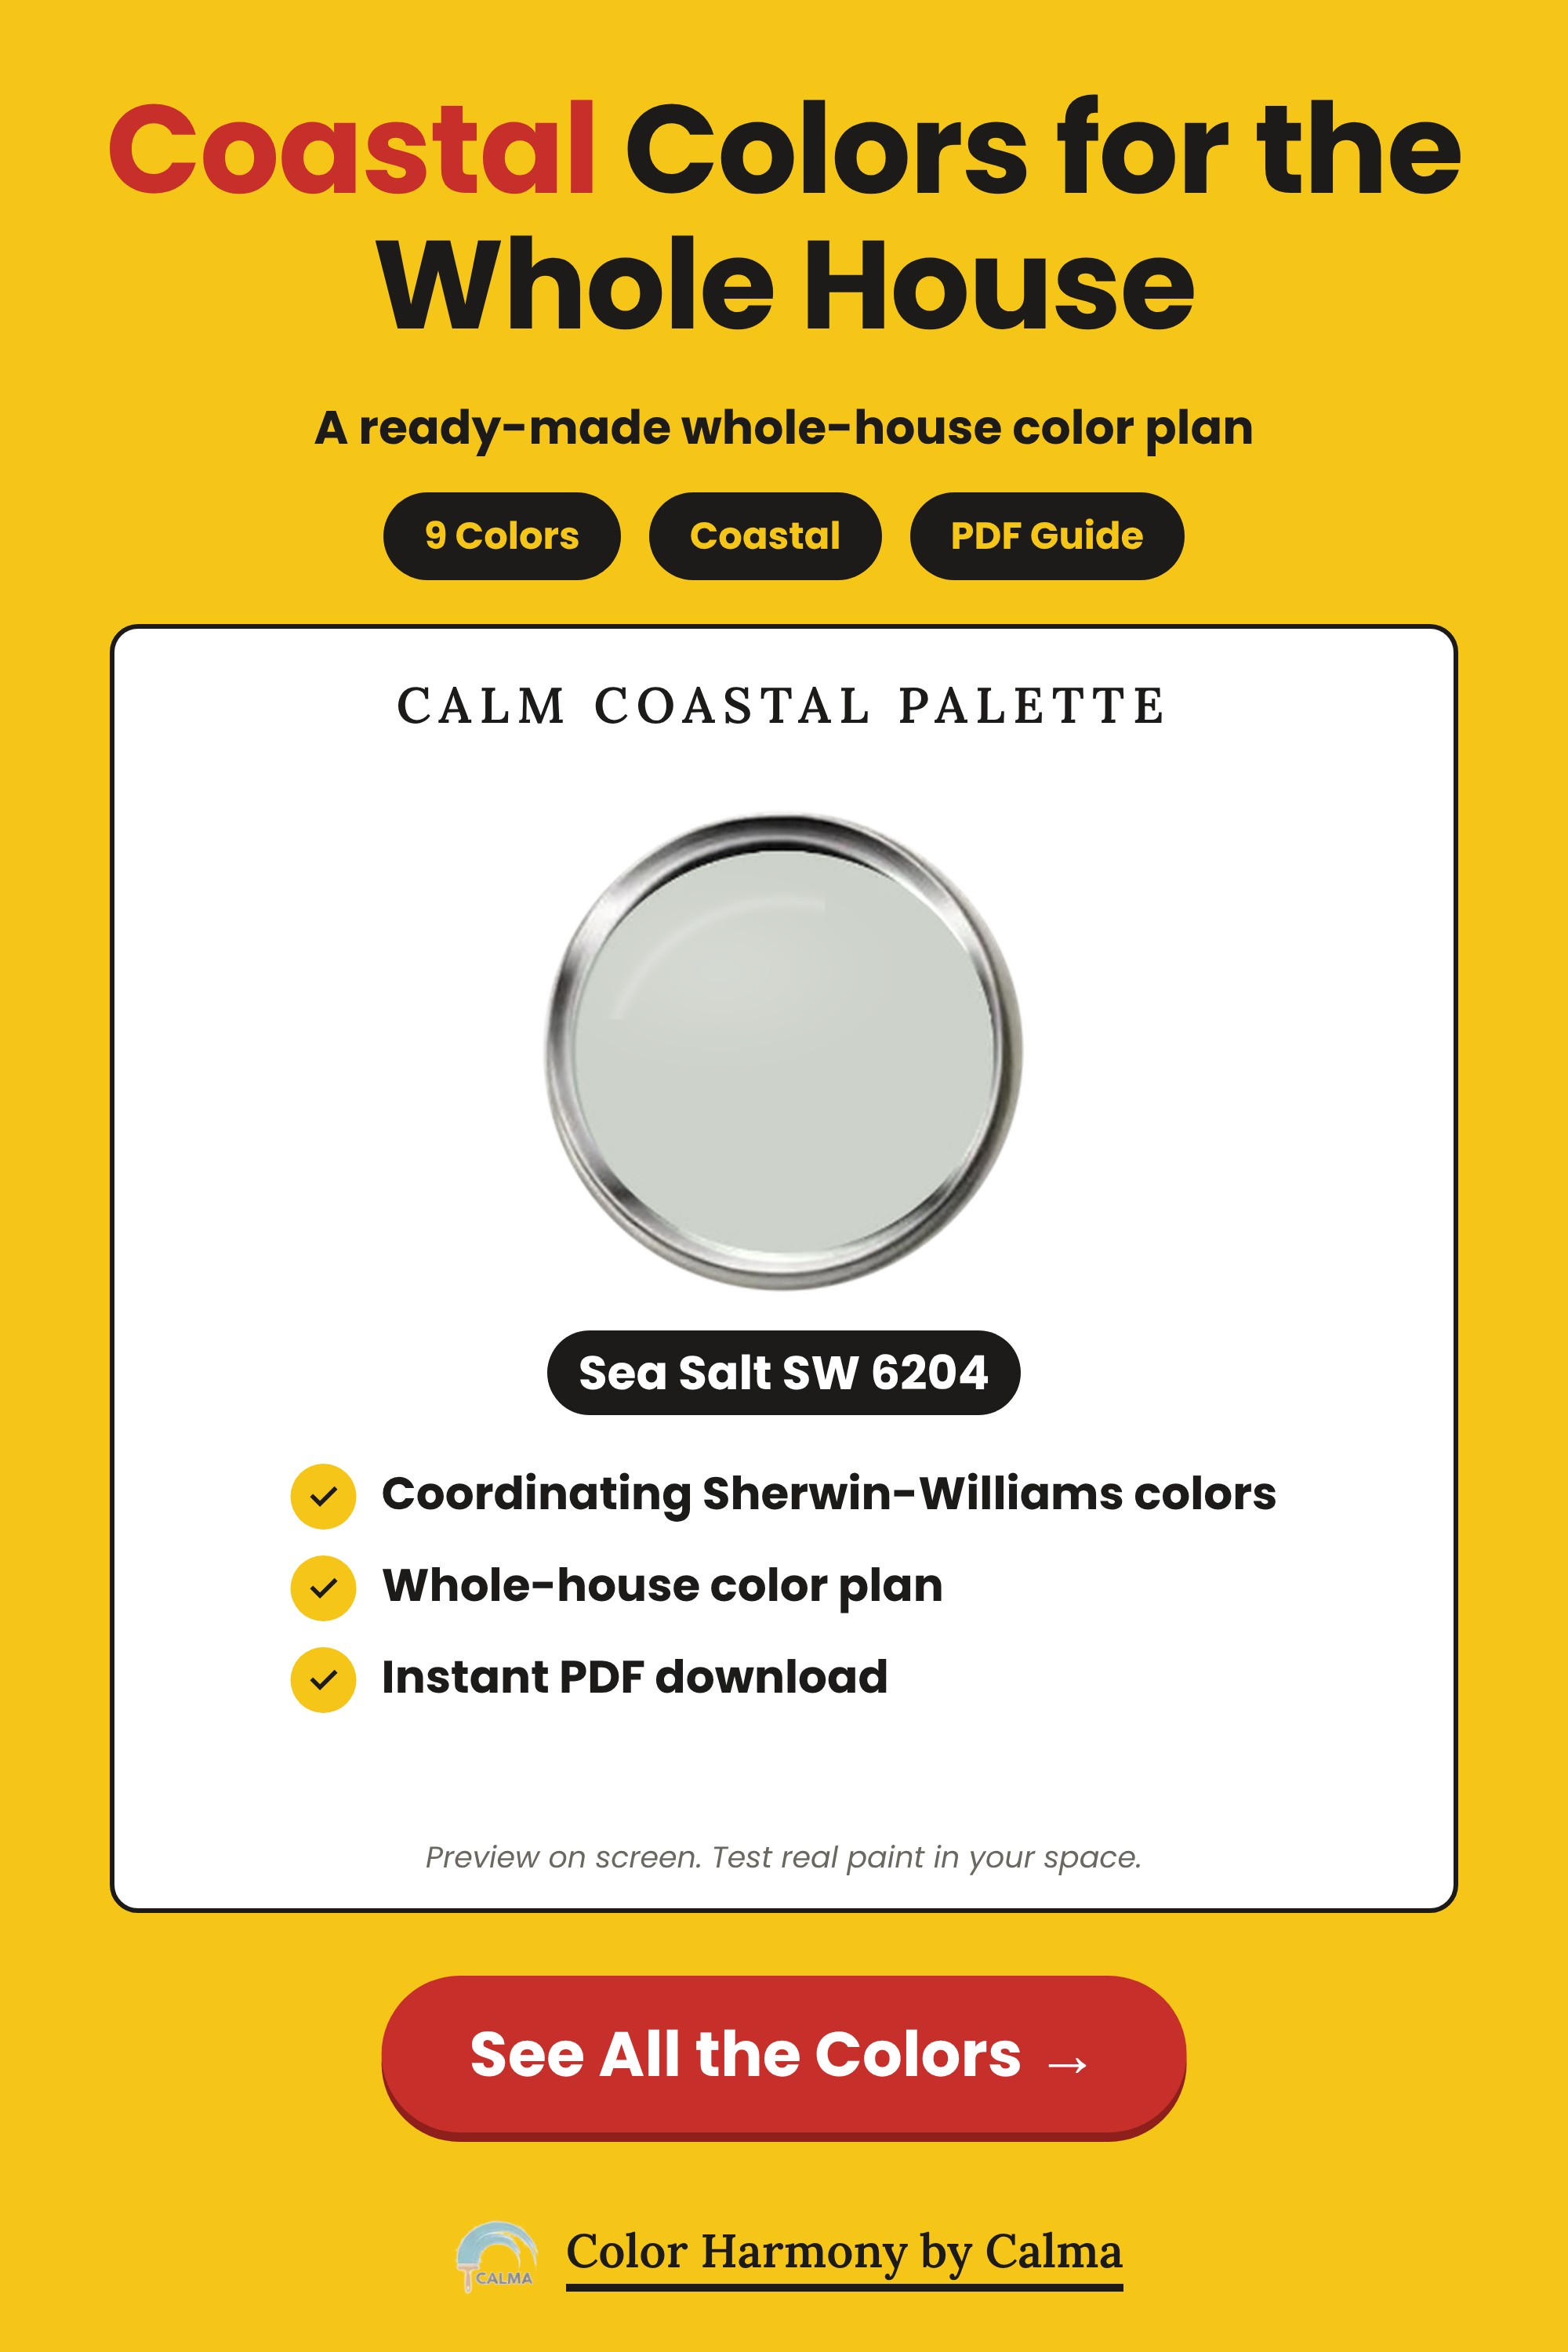 Coastal Colors for the
Whole House
A ready-made whole-house color plan
9 Colors
Coastal
PDF Guide
CALM COASTAL PALETTE
Sea Salt SW 6204
Coordinating Sherwin-Williams colors
Whole-house color plan
Instant PDF download
Preview on screen. Test real paint in your space.
See All the Colors →
CALMA
Color Harmony by Calma